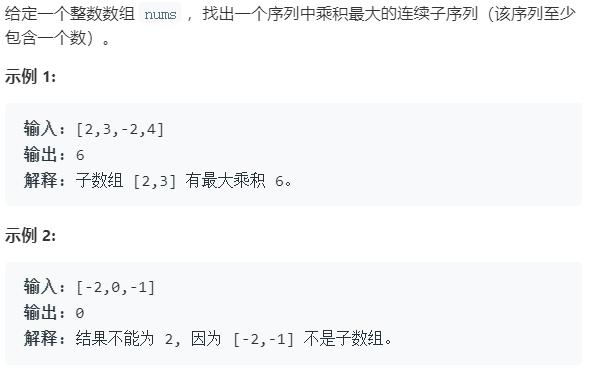 给定一个整数数组 nums ，找出一个序列中乘积最大的连续子序列（该序列至少
包含一个数）。
示例 1:
输入: [2,3,-2,4]
输出: 6
解释: 子数组 [2,3] 有最大乘积 6。
示例 2:
输入: [-2,0,-1]
输出: 0
解释: 结果不能为 2, 因为 [-2,-1] 不是子数组。